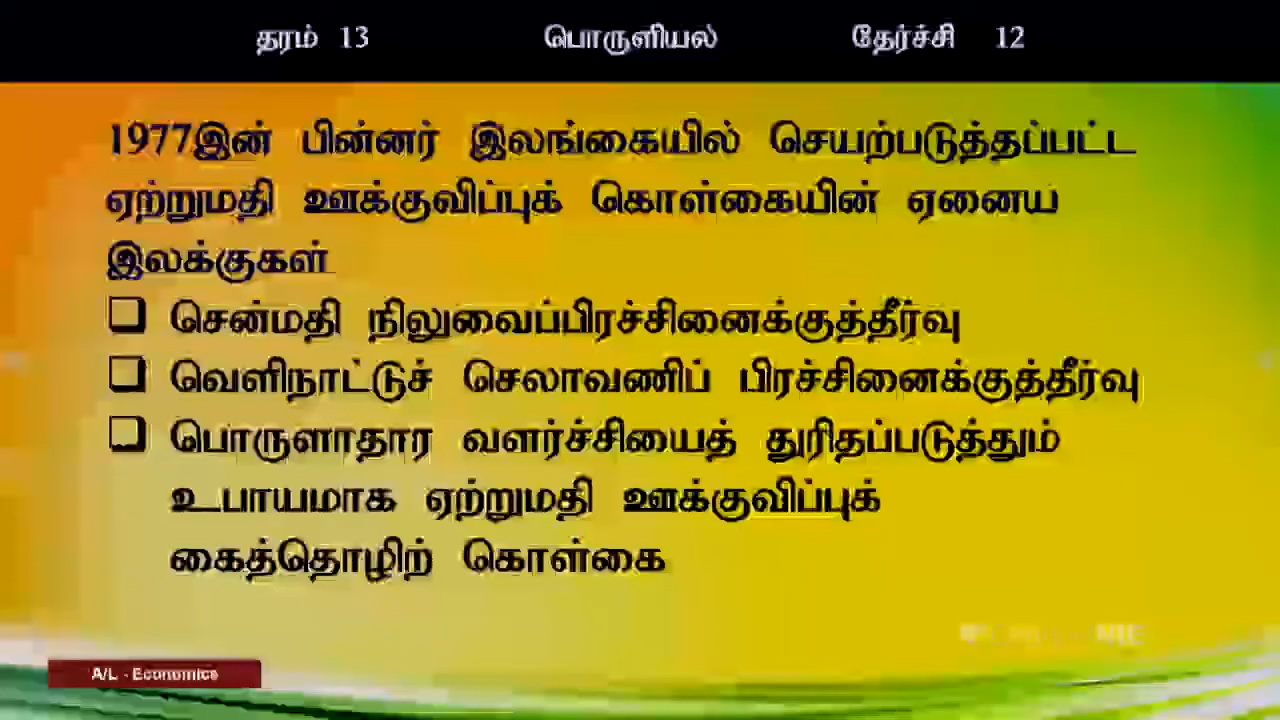 தரம் 13 பொருளியல் தேர்ச்சி 12
1977இன் பின்னர் இலங்கையில் செயற்படுத்தப்பட்ட
ஏற்றுமதி ஊக்குவிப்புக் கொள்கையின் ஏனைய
இலக்குகள்
❑ சென்மதி நிலுவைப்பிரச்சினைக்குத்தீர்வு
❑ வெளிநாட்டுச் செலாவணிப் பிரச்சினைக்குத்தீர்வு
❑ பொருளாதார வளர்ச்சியைத் துரிதப்படுத்தும்
உபாயமாக ஏற்றுமதி ஊக்குவிப்புக்
கைத்தொழிற் கொள்கை
A/L - Economics